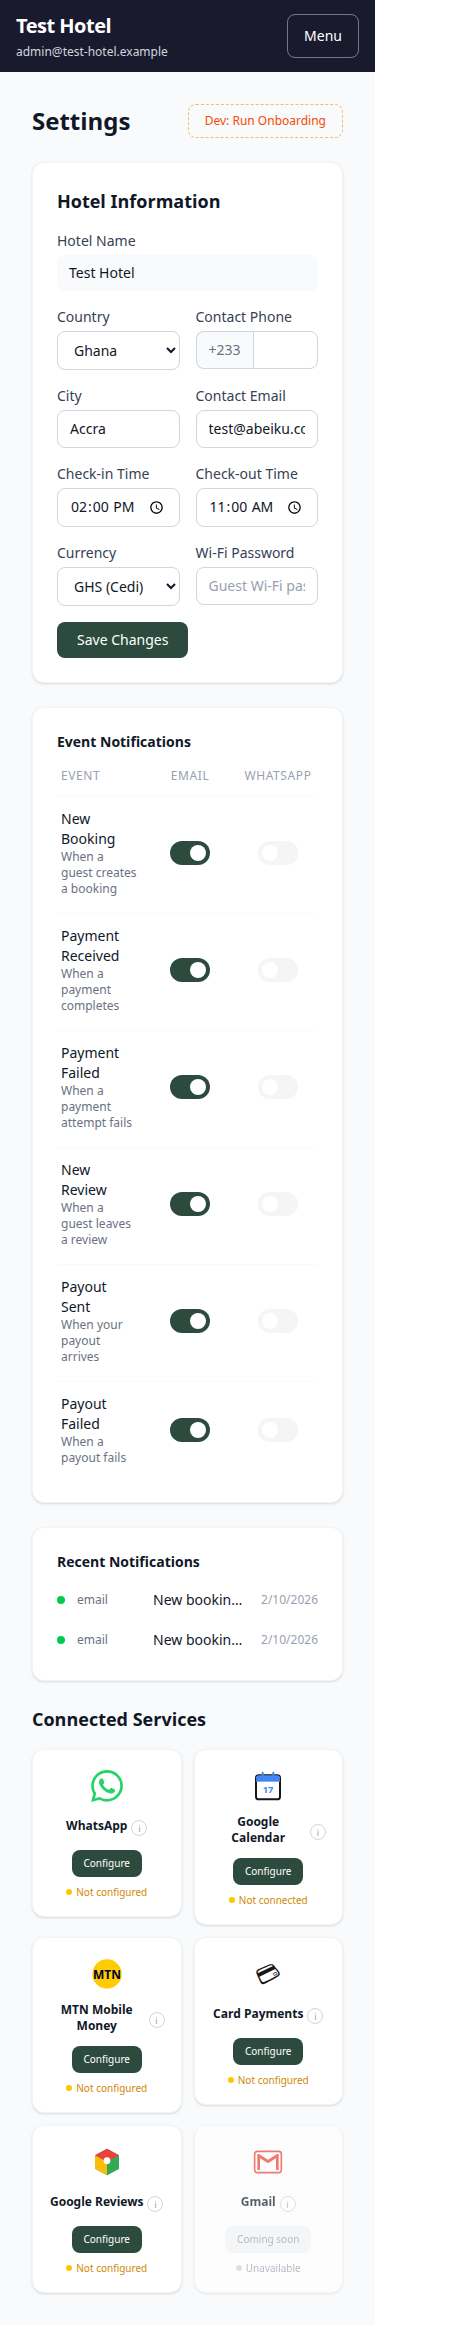 Test Hotel
admin@test-hotel.example
Menu
Settings
Dev: Run Onboarding
Hotel Information
Hotel Name
Test Hotel
Country
Contact Phone
Ghana
+233
City
Contact Email
Accra
test@abeiku.cc
Check-in Time
Check-out Time
02:00 PM
11:00 AM
Currency
Wi-Fi Password
GHS (Cedi)
Guest Wi-Fi pas
Save Changes
Event Notifications
EVENT
EMAIL
WHATSAPP
New
Booking
When a
guest creates
a booking
Payment
Received
When a
payment
completes
Payment
Failed
When a
payment
attempt fails
New
Review
When a
guest leaves
a review
Payout
Sent
When your
payout
arrives
Payout
Failed
When a
payout fails
Recent Notifications
email
New bookin...
2/10/2026
email
New bookin...
2/10/2026
Connected Services
WhatsApp
i
Configure
Not configured
17
Google
Calendar
i
Configure
Not connected
MTN
MTN Mobile
Money
i
Configure
Not configured
Card Payments
i
Configure
Not configured
Google Reviews
i
Configure
Not configured
Gmail
i
Coming soon
Unavailable